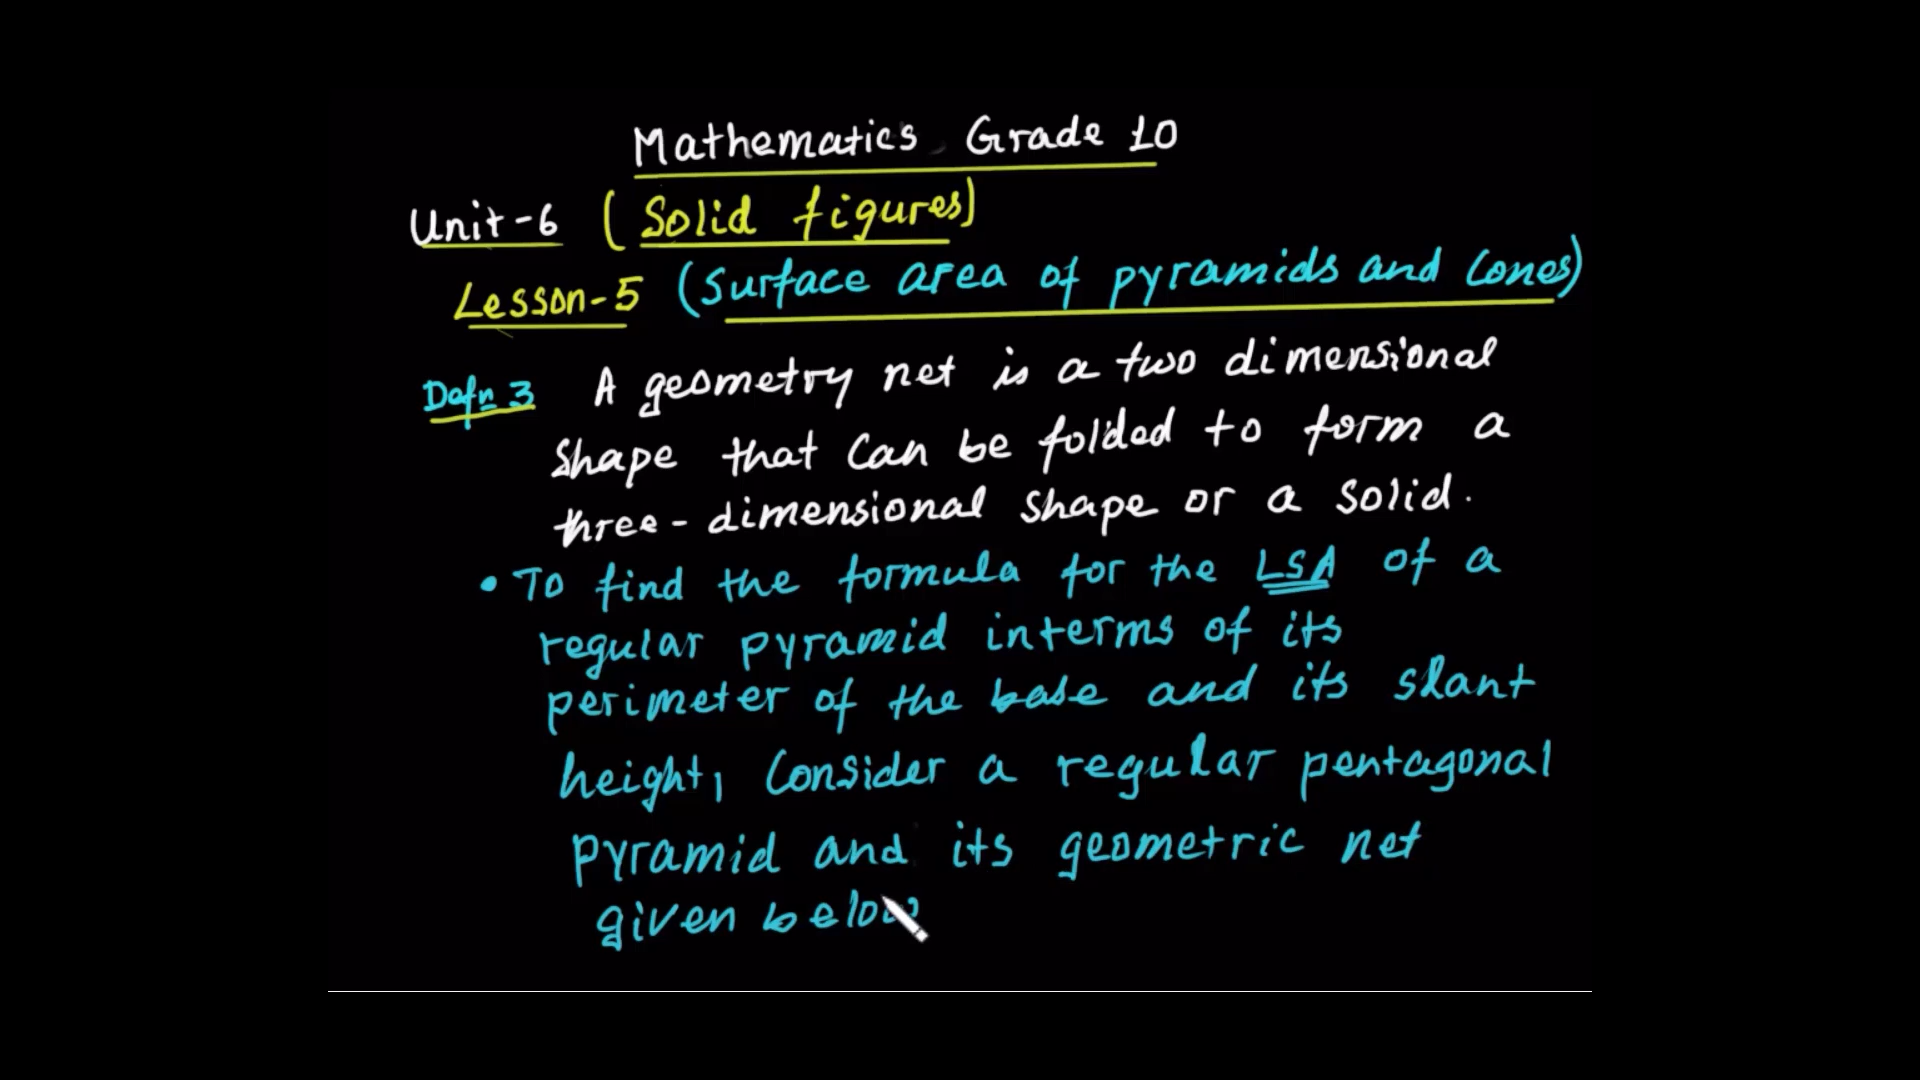 Mathematics Grade 10
Unit-6 (Solid figures)
Lesson-5 (Surface area of pyramids and Cones)
Defn 3 A geometry net is a two dimensional
shape that can be folded to form a
three-dimensional shape or a solid.
• To find the formula for the LSA of a
regular pyramid interms of its
perimeter of the base and its slant
height, Consider a regular pentagonal
pyramid and its geometric net
given below